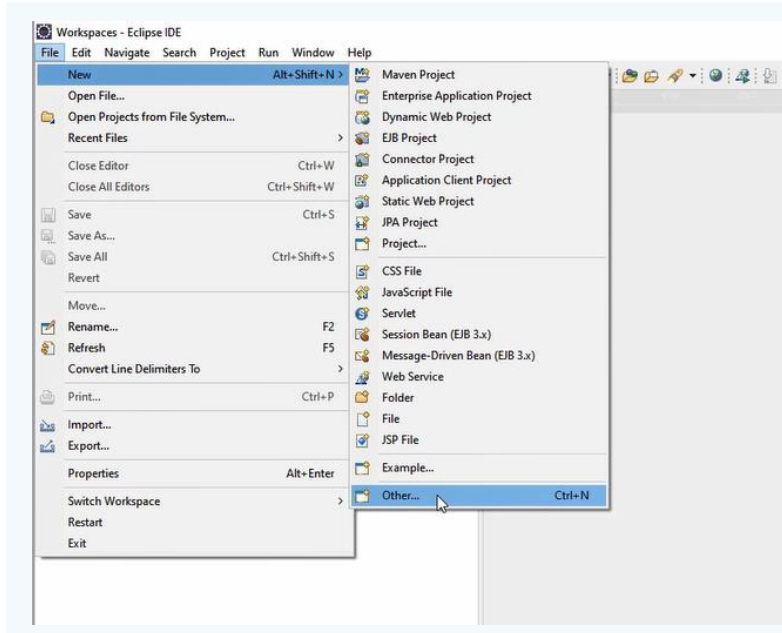 Workspaces - Eclipse IDE
File Edit Navigate Search Project Run Window Help
New Alt+Shift+N >
Open File...
Open Projects from File System...
Recent Files >
Close Editor Ctrl+W
Close All Editors Ctrl+Shift+W
Save Ctrl+S
Save As...
Save All Ctrl+Shift+S
Revert
Move...
Rename... F2
Refresh F5
Convert Line Delimiters To >
Print... Ctrl+P
Import...
Export...
Properties Alt+Enter
Switch Workspace >
Restart
Exit
Maven Project
Enterprise Application Project
Dynamic Web Project
EJB Project
Connector Project
Application Client Project
Static Web Project
JPA Project
Project...
CSS File
JavaScript File
Servlet
Session Bean (EJB 3.x)
Message-Driven Bean (EJB 3.x)
Web Service
Folder
File
JSP File
Example...
Other... Ctrl+N